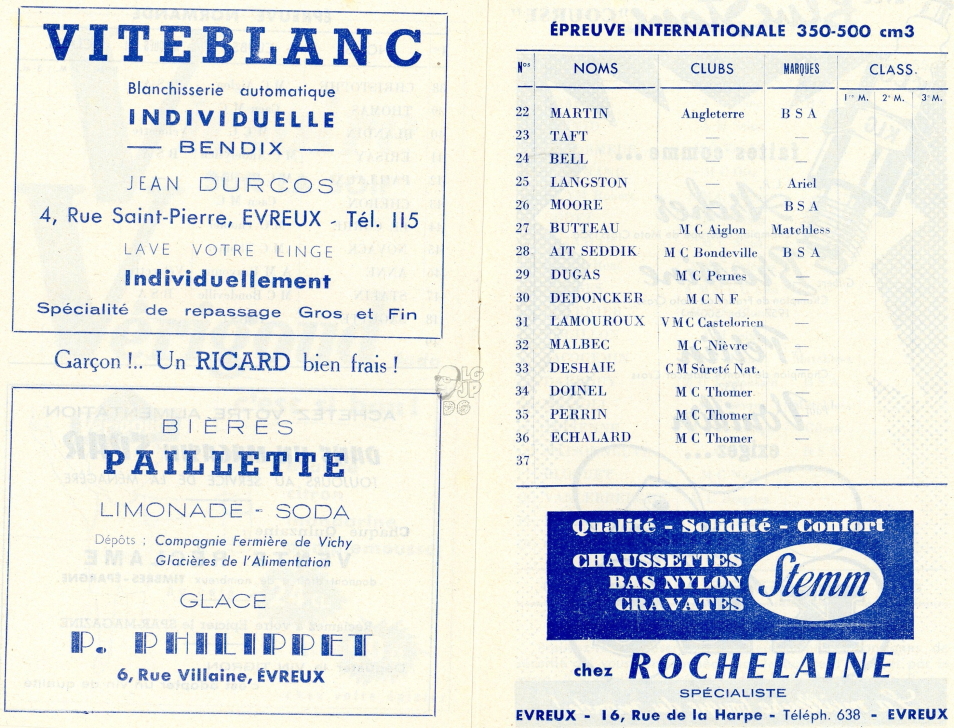 VITEBLANC
Blanchisserie automatique
INDIVIDUELLE
— BENDIX —
JEAN DURCOS
4, Rue Saint-Pierre, EVREUX - Tél. 115
LAVE VOTRE LINGE
Individuellement
Spécialité de repassage Gros et Fin
Garçon !.. Un RICARD bien frais !
BIÈRES
PAILLETTE
LIMONADE - SODA
Dépôts ; Compagnie Fermière de Vichy
Glacières de l'Alimentation
GLACE
P. PHILIPPET
6, Rue Villaine, ÉVREUX
ÉPREUVE INTERNATIONALE 350-500 cm3
Nos NOMS CLUBS MARQUES CLASS.
1re M. 2e M. 3e M.
22 MARTIN Angleterre B S A
23 TAFT — —
24 BELL — —
25 LANGSTON — Ariel
26 MOORE — B S A
27 BUTTEAU M C Aiglon Matchless
28 AIT SEDDIK M C Bondeville B S A
29 DUGAS M C Pernes —
30 DEDONCKER M C N F —
31 LAMOUROUX V M C Castelorien —
32 MALBEC M C Nièvre —
33 DESHAIE C M Sûreté Nat. —
34 DOINEL M C Thomer —
35 PERRIN M C Thomer —
36 ECHALARD M C Thomer —
37
Qualité - Solidité - Confort
CHAUSSETTES
BAS NYLON
CRAVATES
Stemm
chez ROCHELAINE
SPÉCIALISTE
EVREUX - 16, Rue de la Harpe - Téléph. 638 - EVREUX
LG
JP
DG